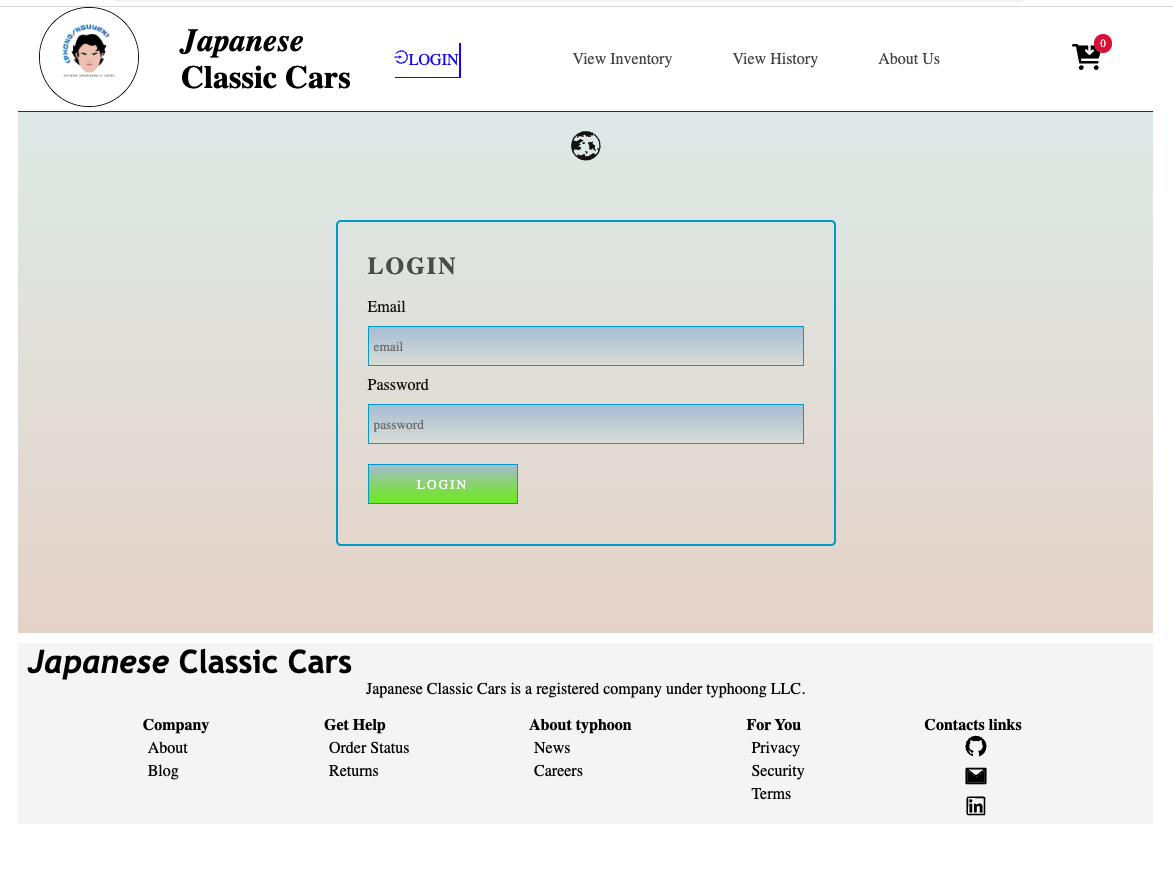 (PHONG/NGUYEN)
Japanese
Classic Cars
LOGIN
View Inventory
View History
About Us
0
LOGIN
Email
email
Password
password
LOGIN
Japanese Classic Cars
Japanese Classic Cars is a registered company under typhoong LLC.
Company
About
Blog
Get Help
Order Status
Returns
About typhoon
News
Careers
For You
Privacy
Security
Terms
Contacts links
in